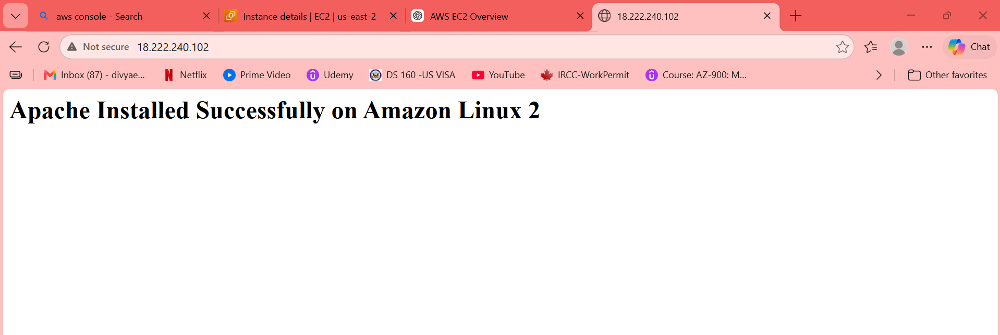 aws console - Search
Instance details | EC2 | us-east-2
AWS EC2 Overview
18.222.240.102
Not secure 18.222.240.102
Chat
Inbox (87) - divyae...
Netflix
Prime Video
Udemy
DS 160 -US VISA
YouTube
IRCC-WorkPermit
Course: AZ-900: M...
Other favorites
Apache Installed Successfully on Amazon Linux 2